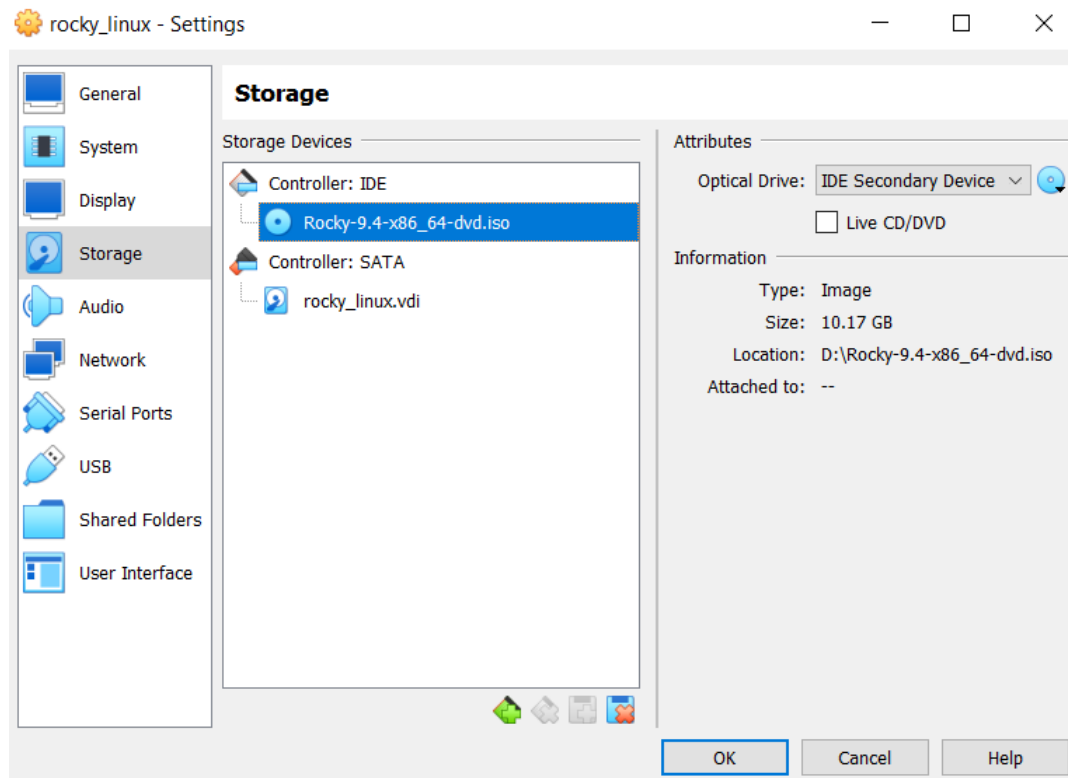 rocky_linux - Settings
General
System
Display
Storage
Audio
Network
Serial Ports
USB
Shared Folders
User Interface
Storage
Storage Devices
Controller: IDE
Rocky-9.4-x86_64-dvd.iso
Controller: SATA
rocky_linux.vdi
Attributes
Optical Drive: IDE Secondary Device
Live CD/DVD
Information
Type: Image
Size: 10.17 GB
Location: D:\Rocky-9.4-x86_64-dvd.iso
Attached to: --
OK Cancel Help